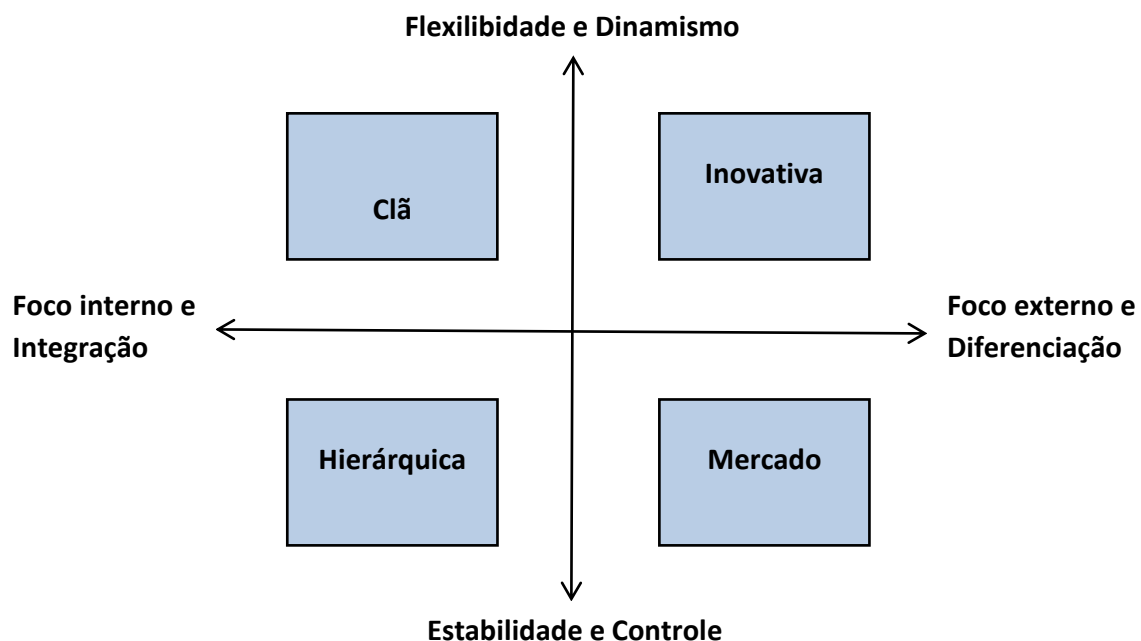 Flexilibidade e Dinamismo
Clã
Inovativa
Foco interno e
Integração
Foco externo e
Diferenciação
Hierárquica
Mercado
Estabilidade e Controle